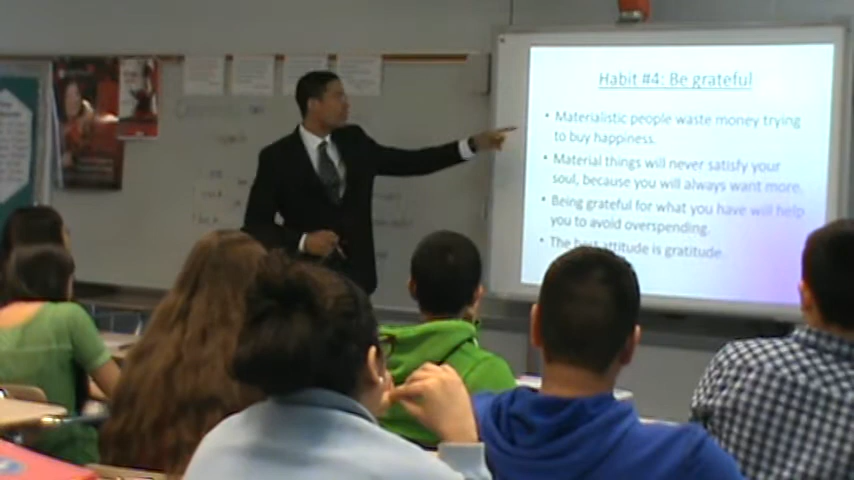 Habit #4: Be grateful
• Materialistic people waste money trying
to buy happiness.
• Material things will never satisfy your
soul, because you will always want more.
• Being grateful for what you have will help
you to avoid overspending.
• The best attitude is gratitude.